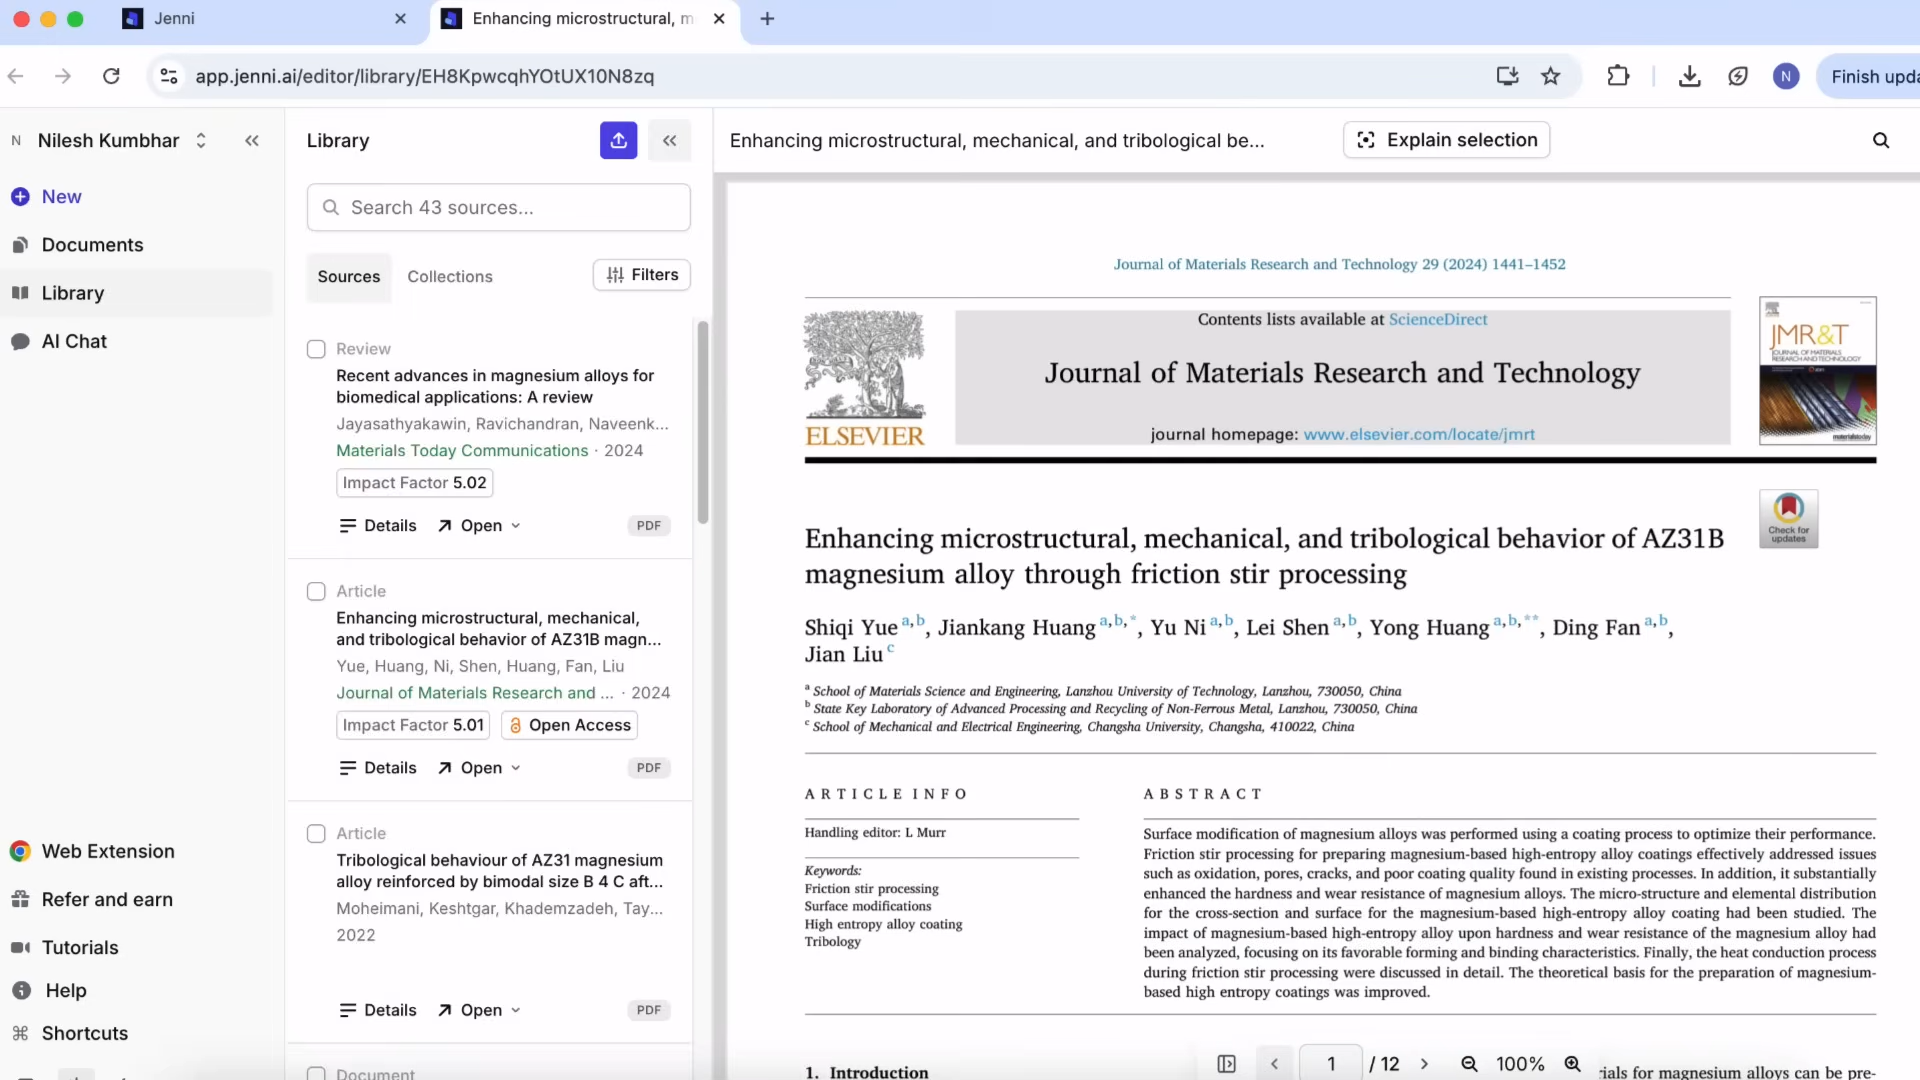 Jenni
Enhancing microstructural, m
app.jenni.ai/editor/library/EH8KpwcqhYOtUX10N8zq
N
Finish upda
N Nilesh Kumbhar
New
Documents
Library
AI Chat
Web Extension
Refer and earn
Tutorials
Help
Shortcuts
Library
Search 43 sources...
Sources
Collections
Filters
Review
Recent advances in magnesium alloys for
biomedical applications: A review
Jayasathyakawin, Ravichandran, Naveenk...
Materials Today Communications · 2024
Impact Factor 5.02
Details
Open
PDF
Article
Enhancing microstructural, mechanical,
and tribological behavior of AZ31B magn...
Yue, Huang, Ni, Shen, Huang, Fan, Liu
Journal of Materials Research and ... · 2024
Impact Factor 5.01
Open Access
Details
Open
PDF
Article
Tribological behaviour of AZ31 magnesium
alloy reinforced by bimodal size B 4 C aft...
Moheimani, Keshtgar, Khademzadeh, Tay...
2022
Details
Open
PDF
Document
Enhancing microstructural, mechanical, and tribological be...
Explain selection
Journal of Materials Research and Technology 29 (2024) 1441–1452
Contents lists available at ScienceDirect
Journal of Materials Research and Technology
journal homepage: www.elsevier.com/locate/jmrt
ELSEVIER
JMR&T
JOURNAL OF MATERIALS
RESEARCH AND TECHNOLOGY
materialstoday
Check for
updates
Enhancing microstructural, mechanical, and tribological behavior of AZ31B
magnesium alloy through friction stir processing
Shiqi Yue a,b, Jiankang Huang a,b,*, Yu Ni a,b, Lei Shen a,b, Yong Huang a,b,**, Ding Fan a,b,
Jian Liu c
a School of Materials Science and Engineering, Lanzhou University of Technology, Lanzhou, 730050, China
b State Key Laboratory of Advanced Processing and Recycling of Non-Ferrous Metal, Lanzhou, 730050, China
c School of Mechanical and Electrical Engineering, Changsha University, Changsha, 410022, China
ARTICLE INFO
Handling editor: L Murr
Keywords:
Friction stir processing
Surface modifications
High entropy alloy coating
Tribology
ABSTRACT
Surface modification of magnesium alloys was performed using a coating process to optimize their performance.
Friction stir processing for preparing magnesium-based high-entropy alloy coatings effectively addressed issues
such as oxidation, pores, cracks, and poor coating quality found in existing processes. In addition, it substantially
enhanced the hardness and wear resistance of magnesium alloys. The micro-structure and elemental distribution
for the cross-section and surface for the magnesium-based high-entropy alloy coating had been studied. The
impact of magnesium-based high-entropy alloy upon hardness and wear resistance of the magnesium alloy had
been analyzed, focusing on its favorable forming and binding characteristics. Finally, the heat conduction process
during friction stir processing were discussed in detail. The theoretical basis for the preparation of magnesium-
based high entropy coatings was improved.
1 / 12
100%
1. Introduction
rials for magnesium alloys can be pre-